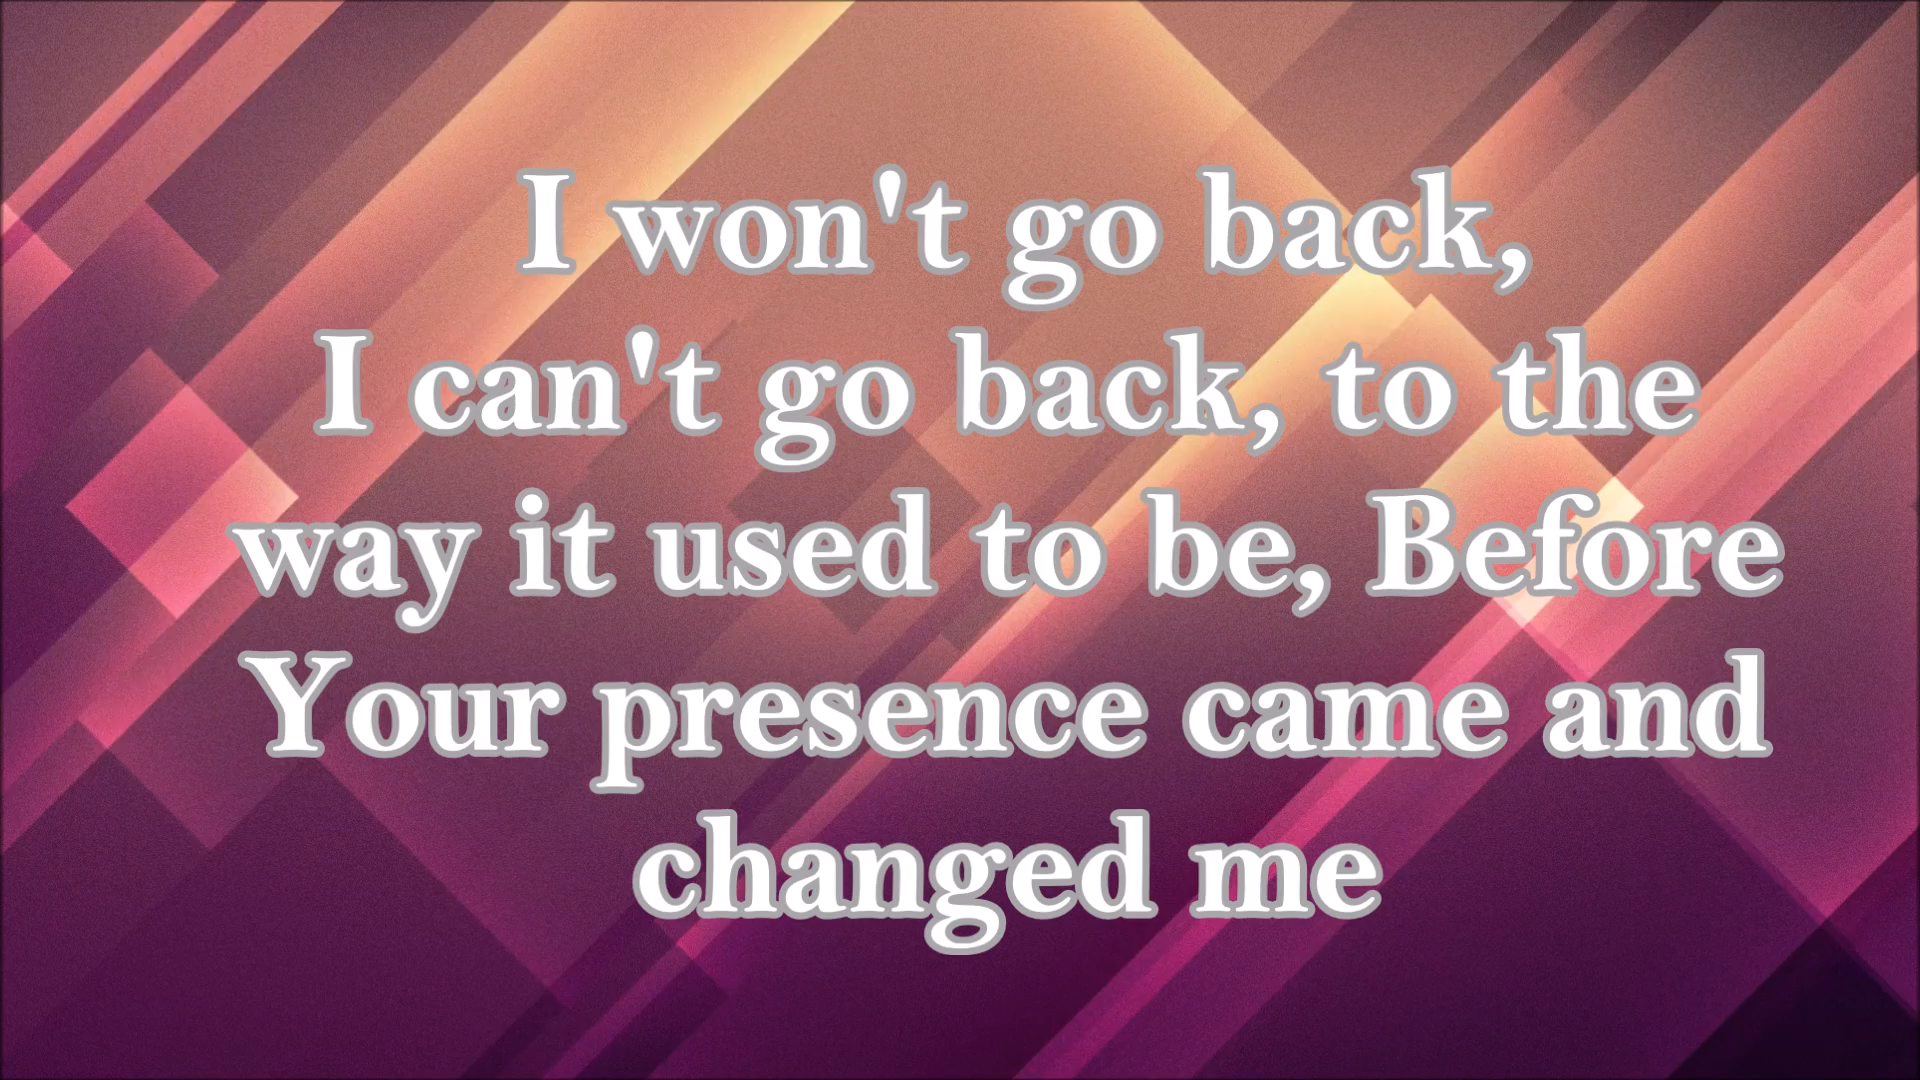 I won't go back,
I can't go back, to the
way it used to be, Before
Your presence came and
changed me